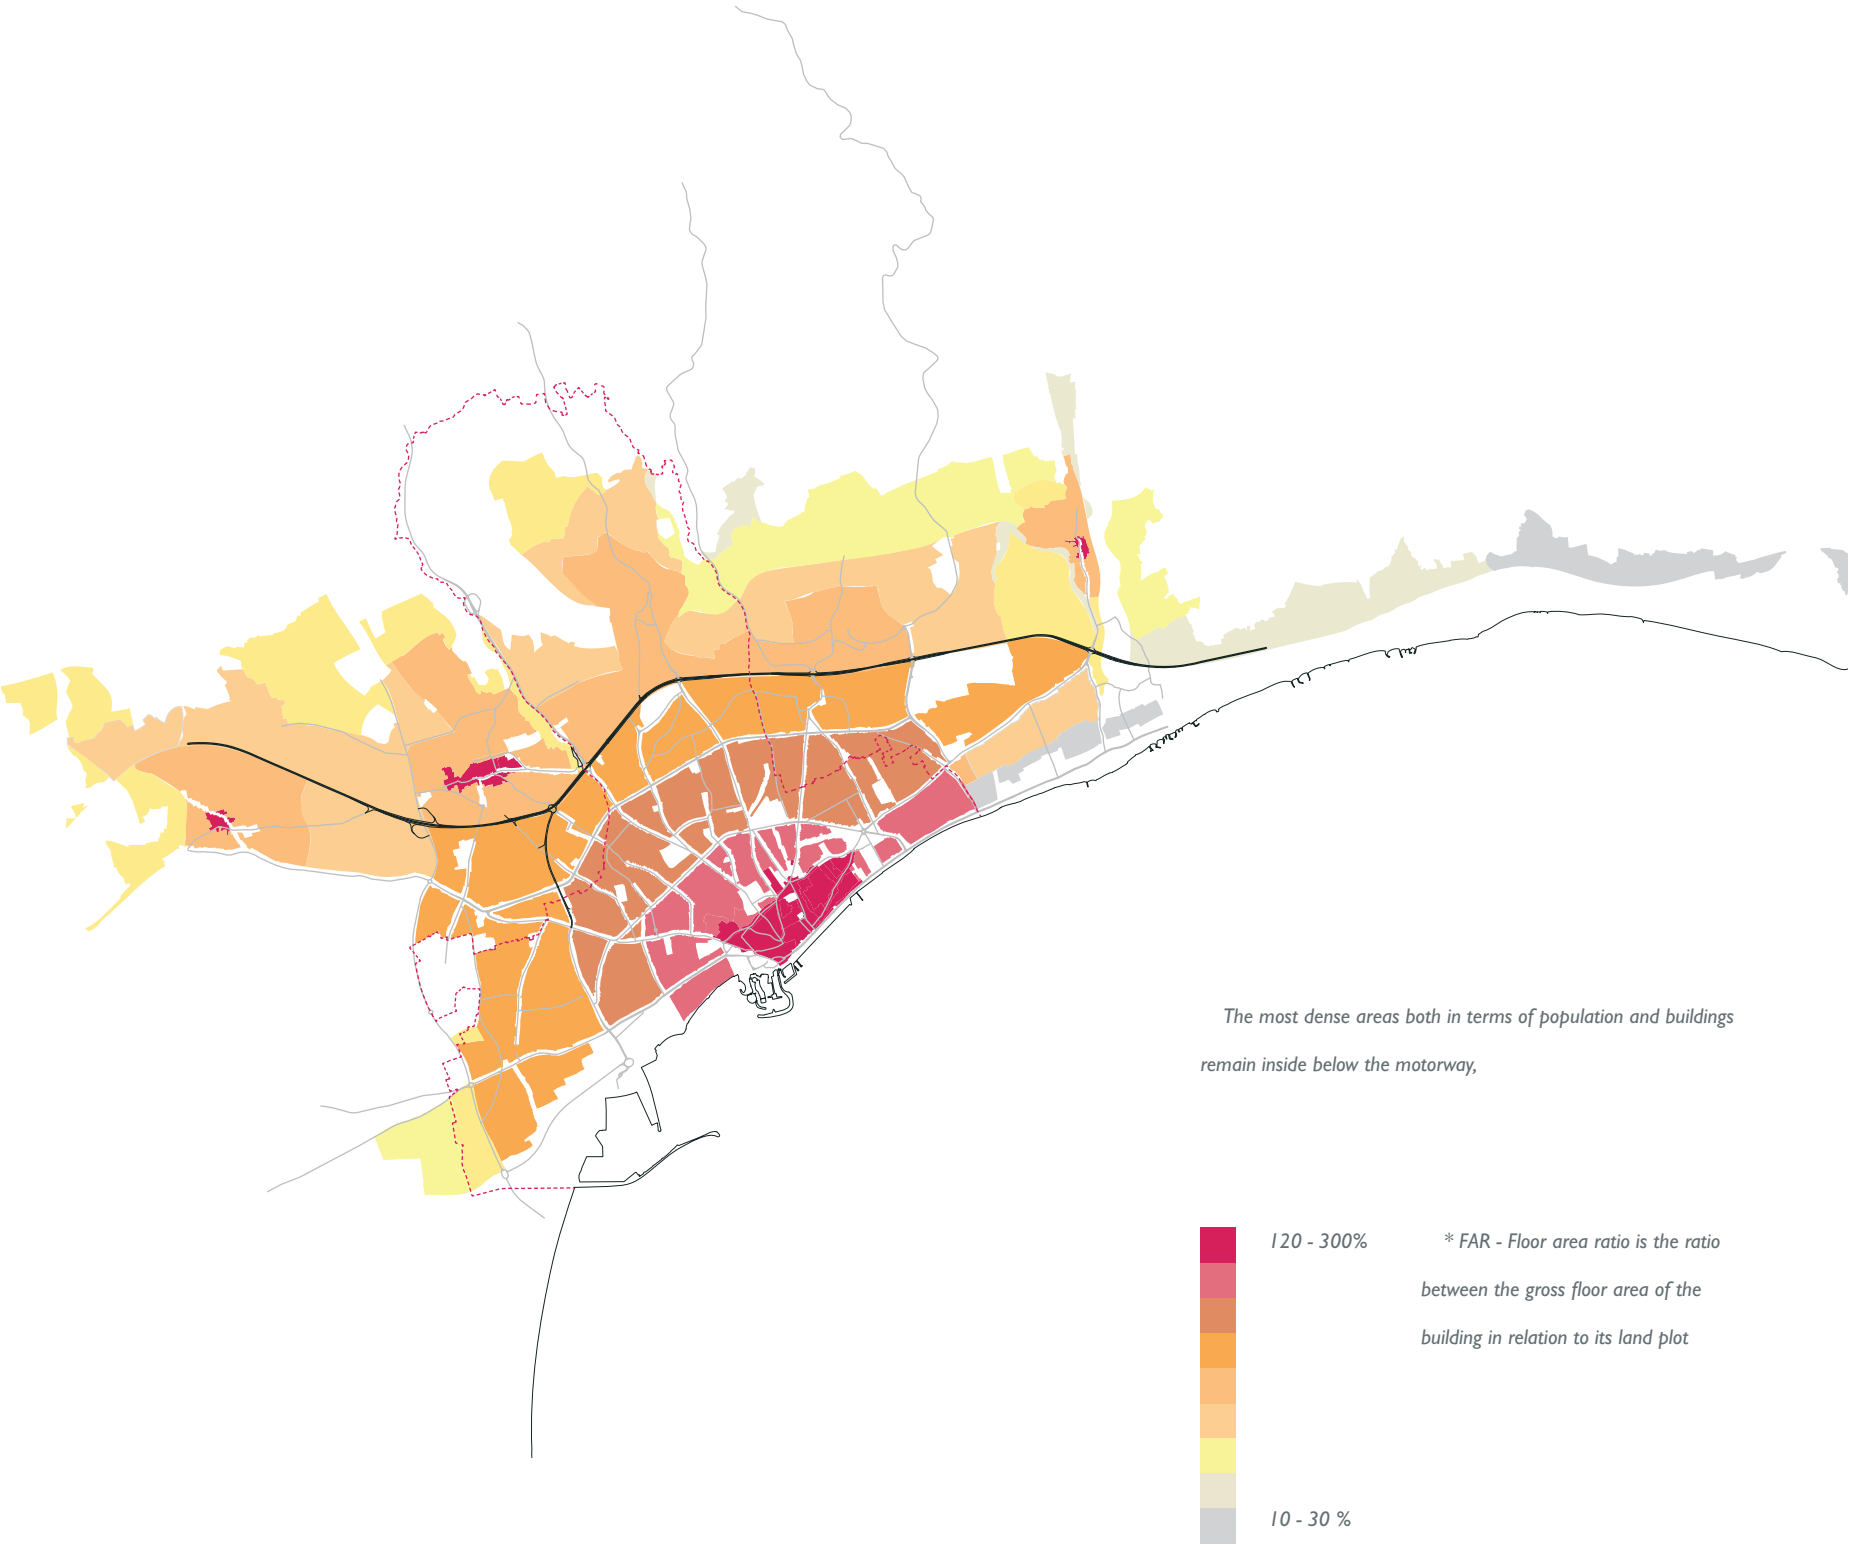 The most dense areas both in terms of population and buildings
remain inside below the motorway,
120 - 300%
* FAR - Floor area ratio is the ratio
between the gross floor area of the
building in relation to its land plot
10 - 30 %